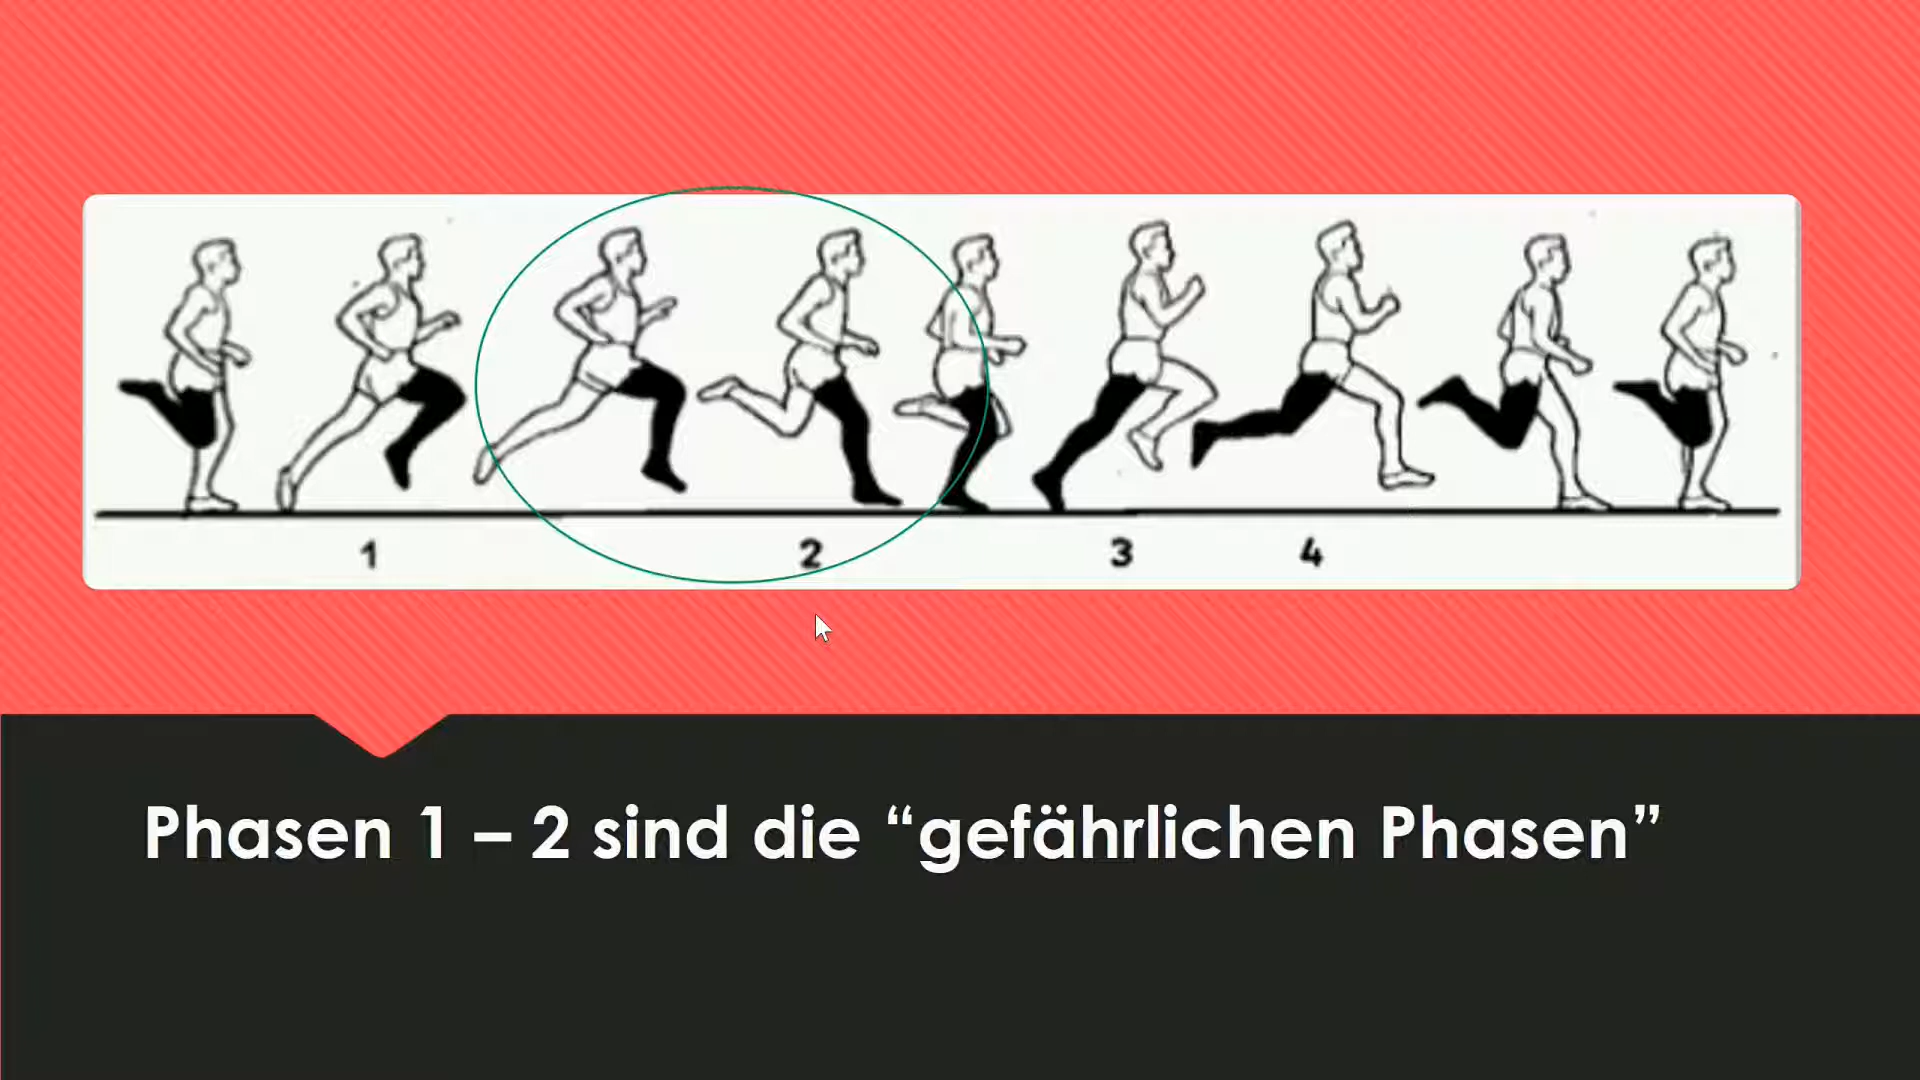 1 2 3 4
Phasen 1 – 2 sind die “gefährlichen Phasen”